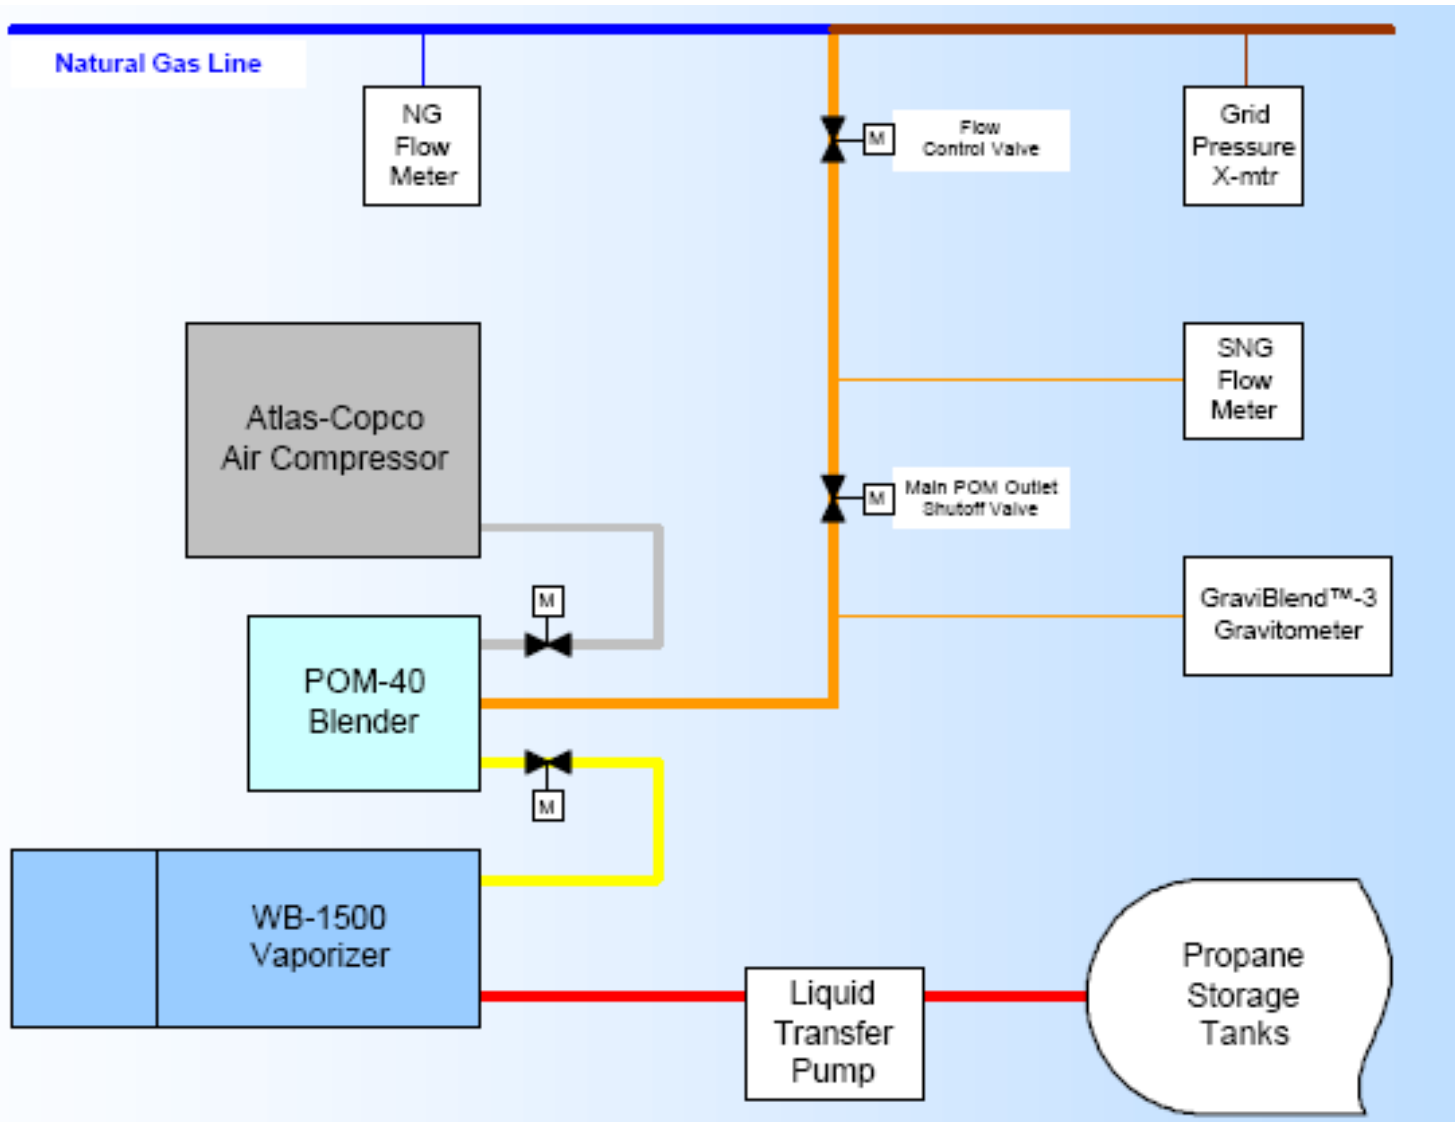 Natural Gas Line
NG
Flow
Meter
M
Flow
Control Valve
Grid
Pressure
X-mtr
Atlas-Copco
Air Compressor
SNG
Flow
Meter
M
Main POM Outlet
Shutoff Valve
M
GraviBlend™-3
Gravitometer
POM-40
Blender
M
WB-1500
Vaporizer
Liquid
Transfer
Pump
Propane
Storage
Tanks